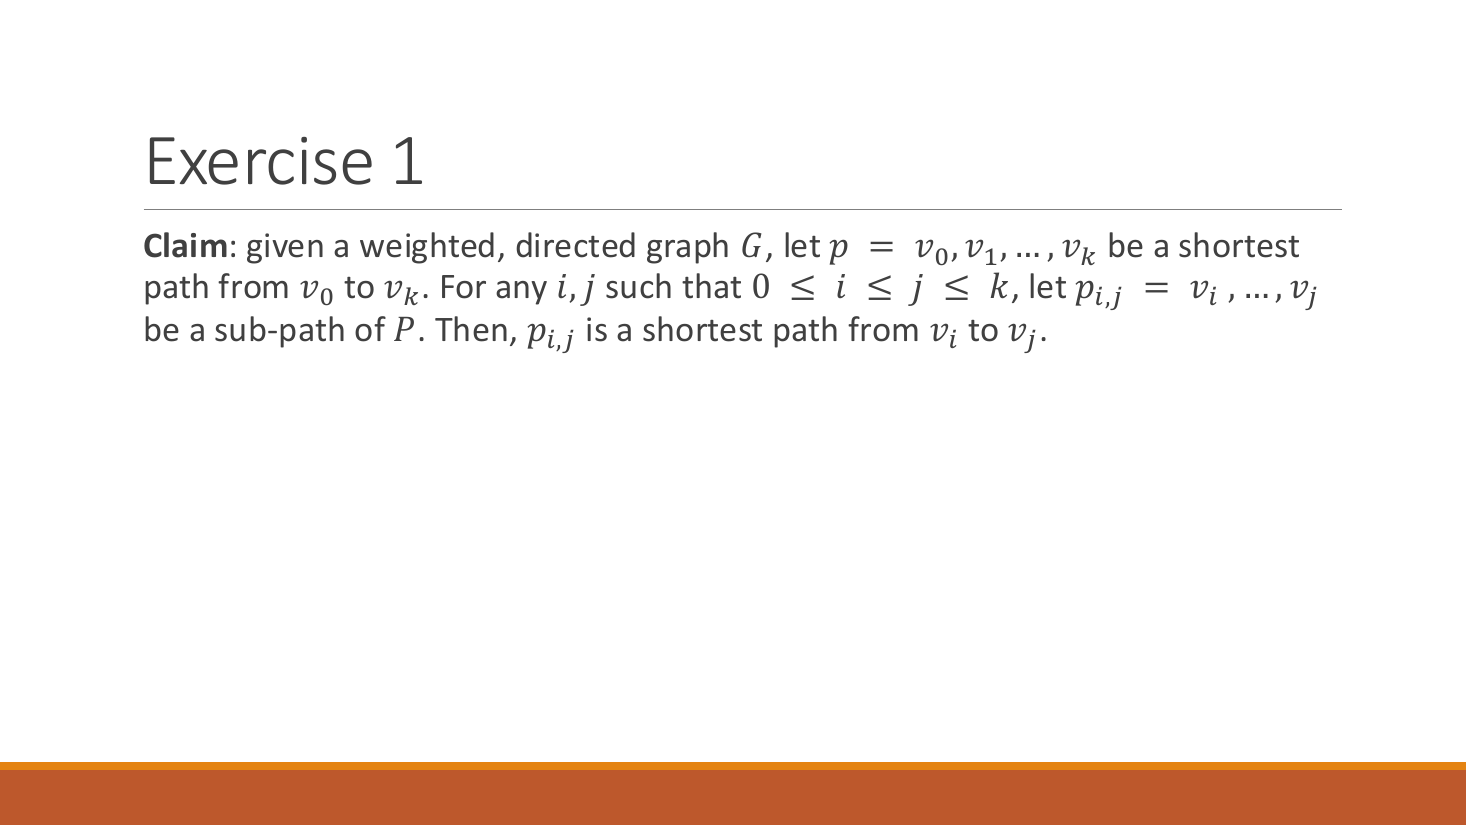 Exercise 1
Claim: given a weighted, directed graph 𝐺, let 𝑝 = 𝑣₀, 𝑣₁, … , 𝑣ₖ be a shortest
path from 𝑣₀ to 𝑣ₖ. For any 𝑖, 𝑗 such that 0 ≤ 𝑖 ≤ 𝑗 ≤ 𝑘, let 𝑝ᵢ,ⱼ = 𝑣ᵢ , … , 𝑣ⱼ
be a sub-path of 𝑃. Then, 𝑝ᵢ,ⱼ is a shortest path from 𝑣ᵢ to 𝑣ⱼ.